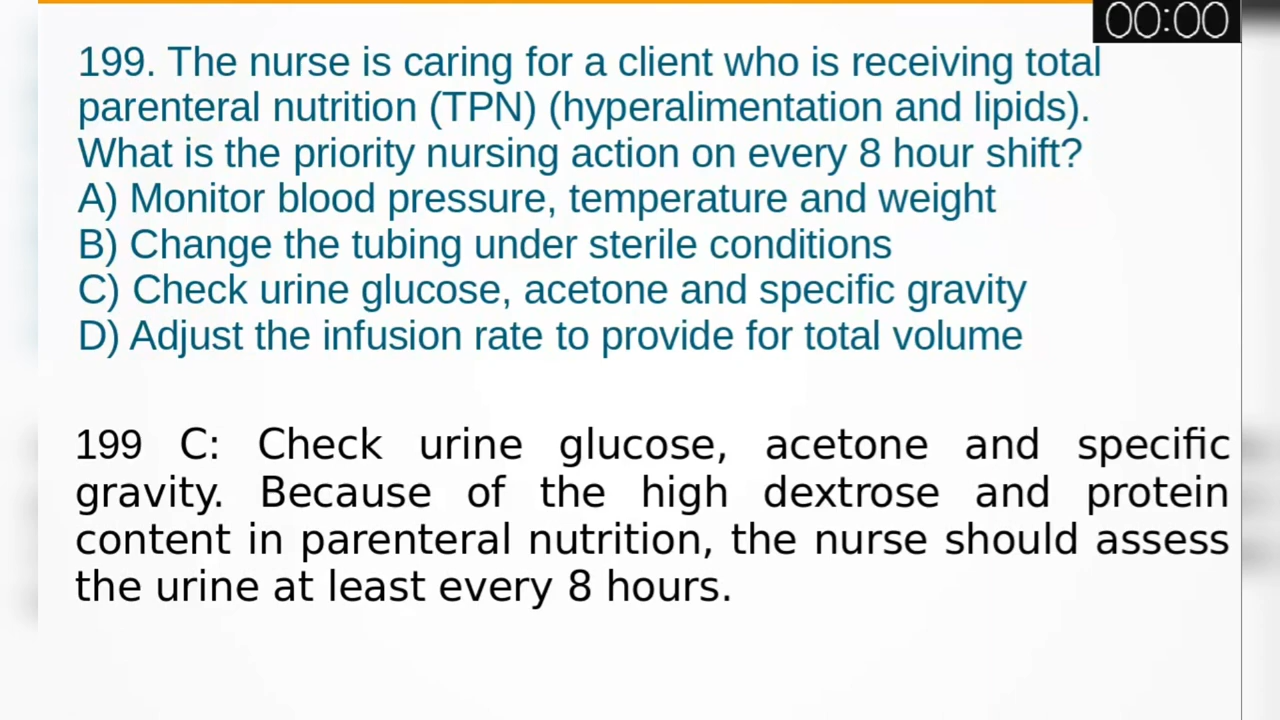 00:00
199. The nurse is caring for a client who is receiving total
parenteral nutrition (TPN) (hyperalimentation and lipids).
What is the priority nursing action on every 8 hour shift?
A) Monitor blood pressure, temperature and weight
B) Change the tubing under sterile conditions
C) Check urine glucose, acetone and specific gravity
D) Adjust the infusion rate to provide for total volume
199 C: Check urine glucose, acetone and specific
gravity. Because of the high dextrose and protein
content in parenteral nutrition, the nurse should assess
the urine at least every 8 hours.